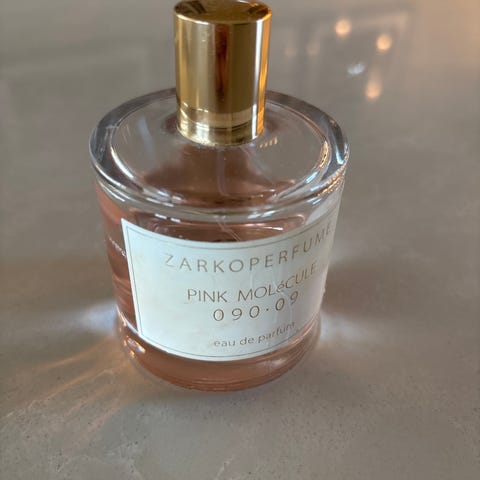 ZARKOPERFUME
PINK MOLéCULE
090·09
eau de parfum